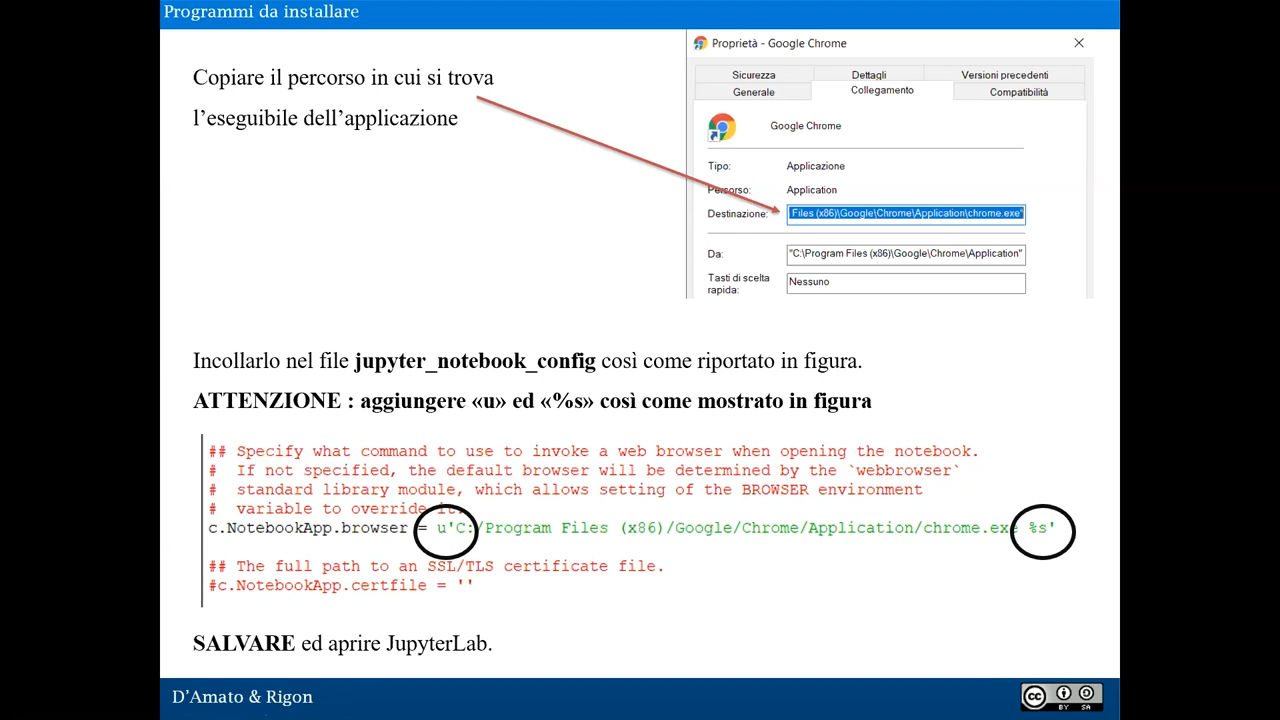 Programmi da installare
Copiare il percorso in cui si trova
l’eseguibile dell’applicazione
Proprietà - Google Chrome
Sicurezza Dettagli Versioni precedenti
Generale Collegamento Compatibilità
Google Chrome
Tipo: Applicazione
Percorso: Application
Destinazione: Files (x86)\Google\Chrome\Application\chrome.exe"
Da: "C:\Program Files (x86)\Google\Chrome\Application"
Tasti di scelta
rapida: Nessuno
Incollarlo nel file jupyter_notebook_config così come riportato in figura.
ATTENZIONE : aggiungere «u» ed «%s» così come mostrato in figura
## Specify what command to use to invoke a web browser when opening the notebook.
# If not specified, the default browser will be determined by the `webbrowser`
# standard library module, which allows setting of the BROWSER environment
# variable to override it.
c.NotebookApp.browser = u'C:/Program Files (x86)/Google/Chrome/Application/chrome.exe %s'
## The full path to an SSL/TLS certificate file.
#c.NotebookApp.certfile = ''
SALVARE ed aprire JupyterLab.
D’Amato & Rigon
cc BY SA